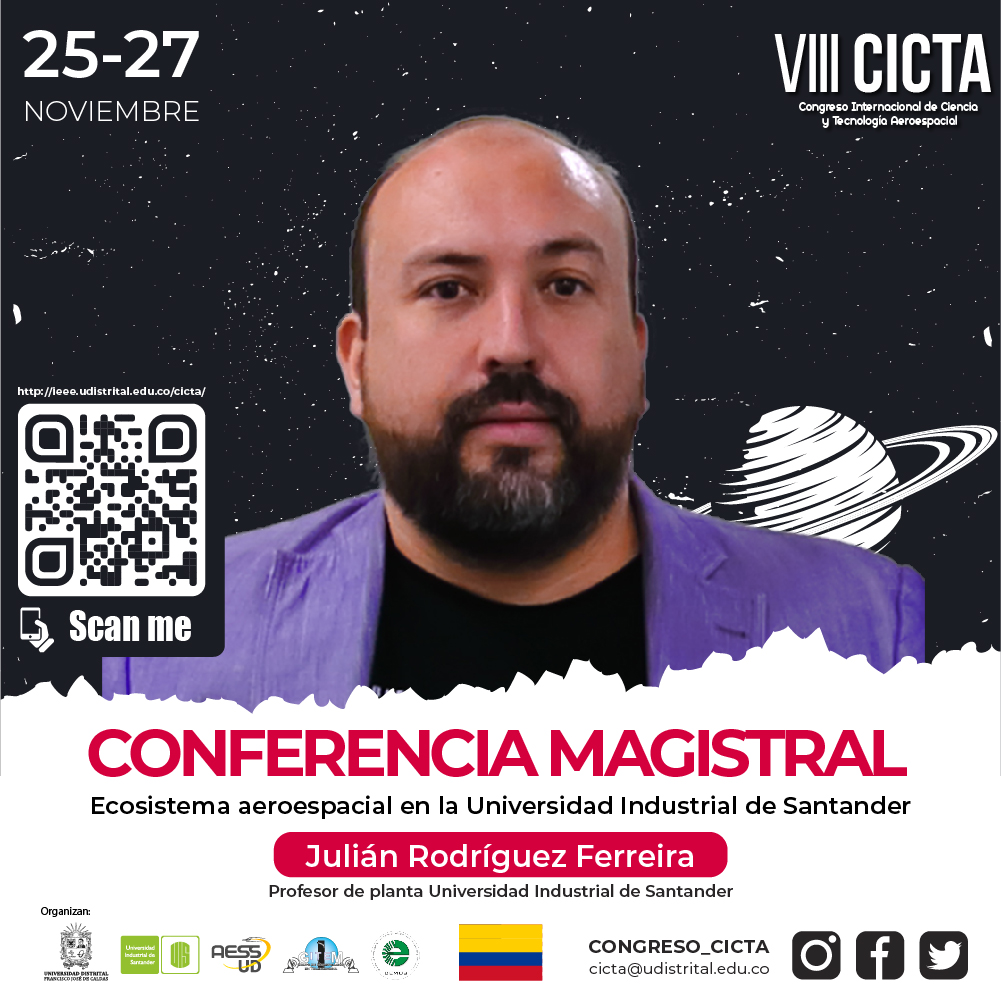 25-27
NOVIEMBRE
VIII CICTA
Congreso Internacional de Ciencia
y Tecnología Aeroespacial
http://ieee.udistrital.edu.co/cicta/
Scan me
CONFERENCIA MAGISTRAL
Ecosistema aeroespacial en la Universidad Industrial de Santander
Julián Rodríguez Ferreira
Profesor de planta Universidad Industrial de Santander
Organizan:
UNIVERSIDAD DISTRITAL
FRANCISCO JOSÉ DE CALDAS
Universidad
Industrial de
Santander
UIS
AESS
UD
CONGRESO_CICTA
cicta@udistrital.edu.co